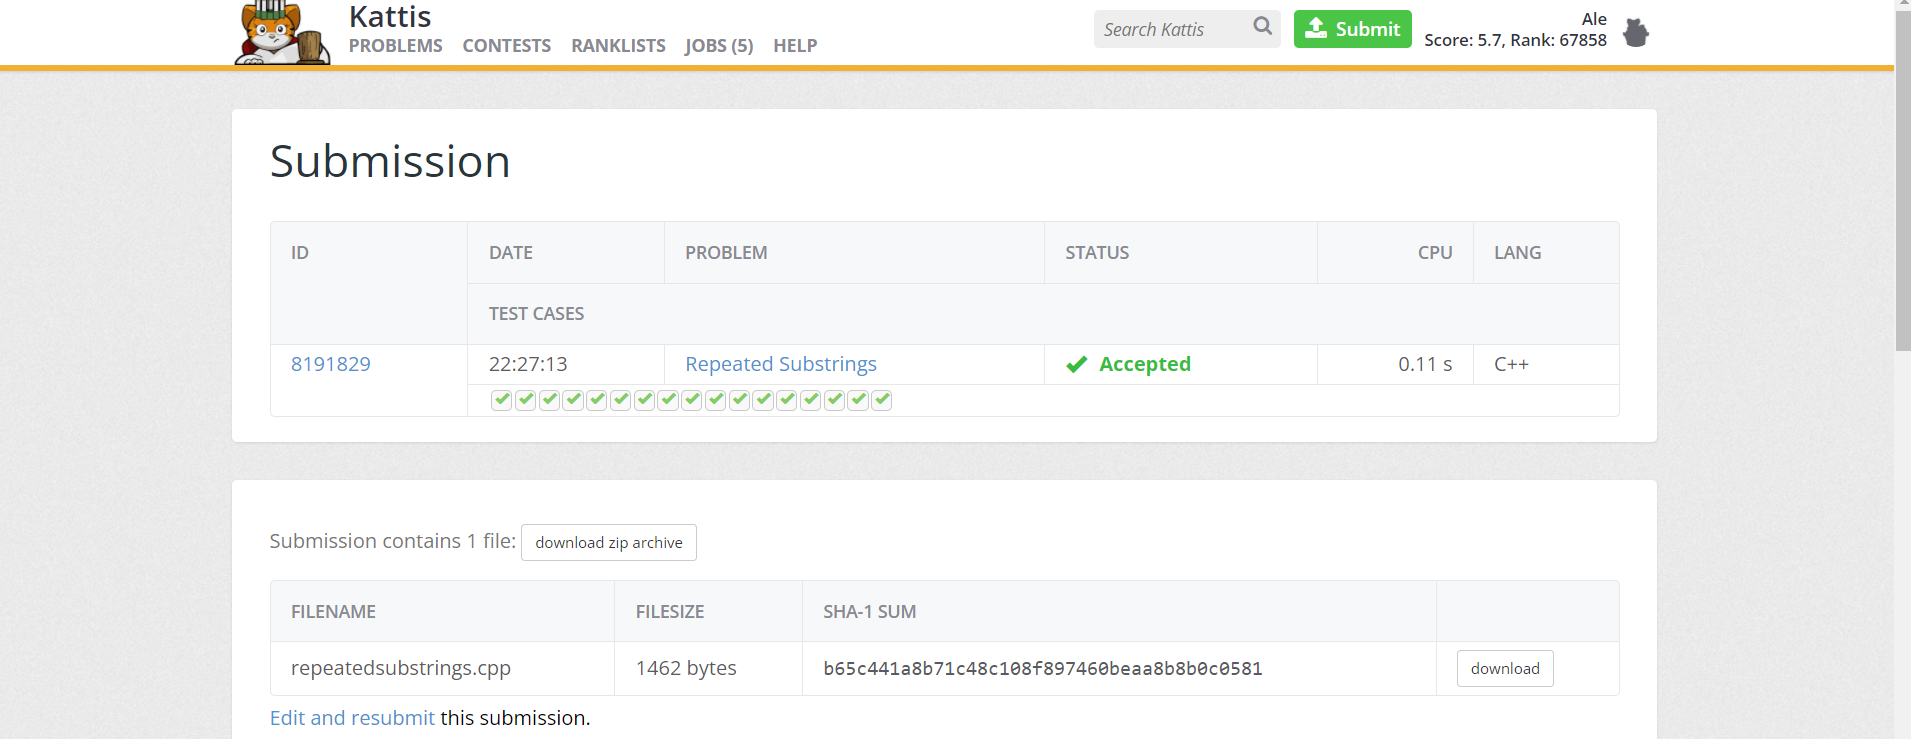 Kattis
PROBLEMS CONTESTS RANKLISTS JOBS (5) HELP
Search Kattis
Submit
Ale
Score: 5.7, Rank: 67858
Submission
ID DATE PROBLEM STATUS CPU LANG
TEST CASES
8191829 22:27:13 Repeated Substrings Accepted 0.11 s C++
Submission contains 1 file: download zip archive
FILENAME FILESIZE SHA-1 SUM
repeatedsubstrings.cpp 1462 bytes b65c441a8b71c48c108f897460beaa8b8b0c0581 download
Edit and resubmit this submission.